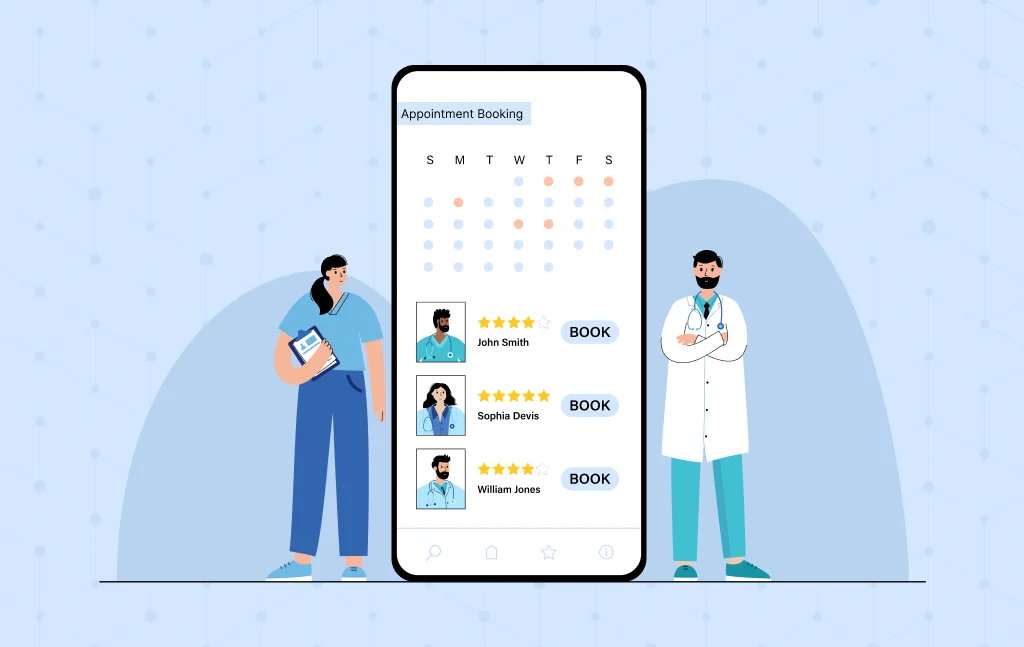 Appointment Booking
S M T W T F S
John Smith
BOOK
Sophia Devis
BOOK
William Jones
BOOK